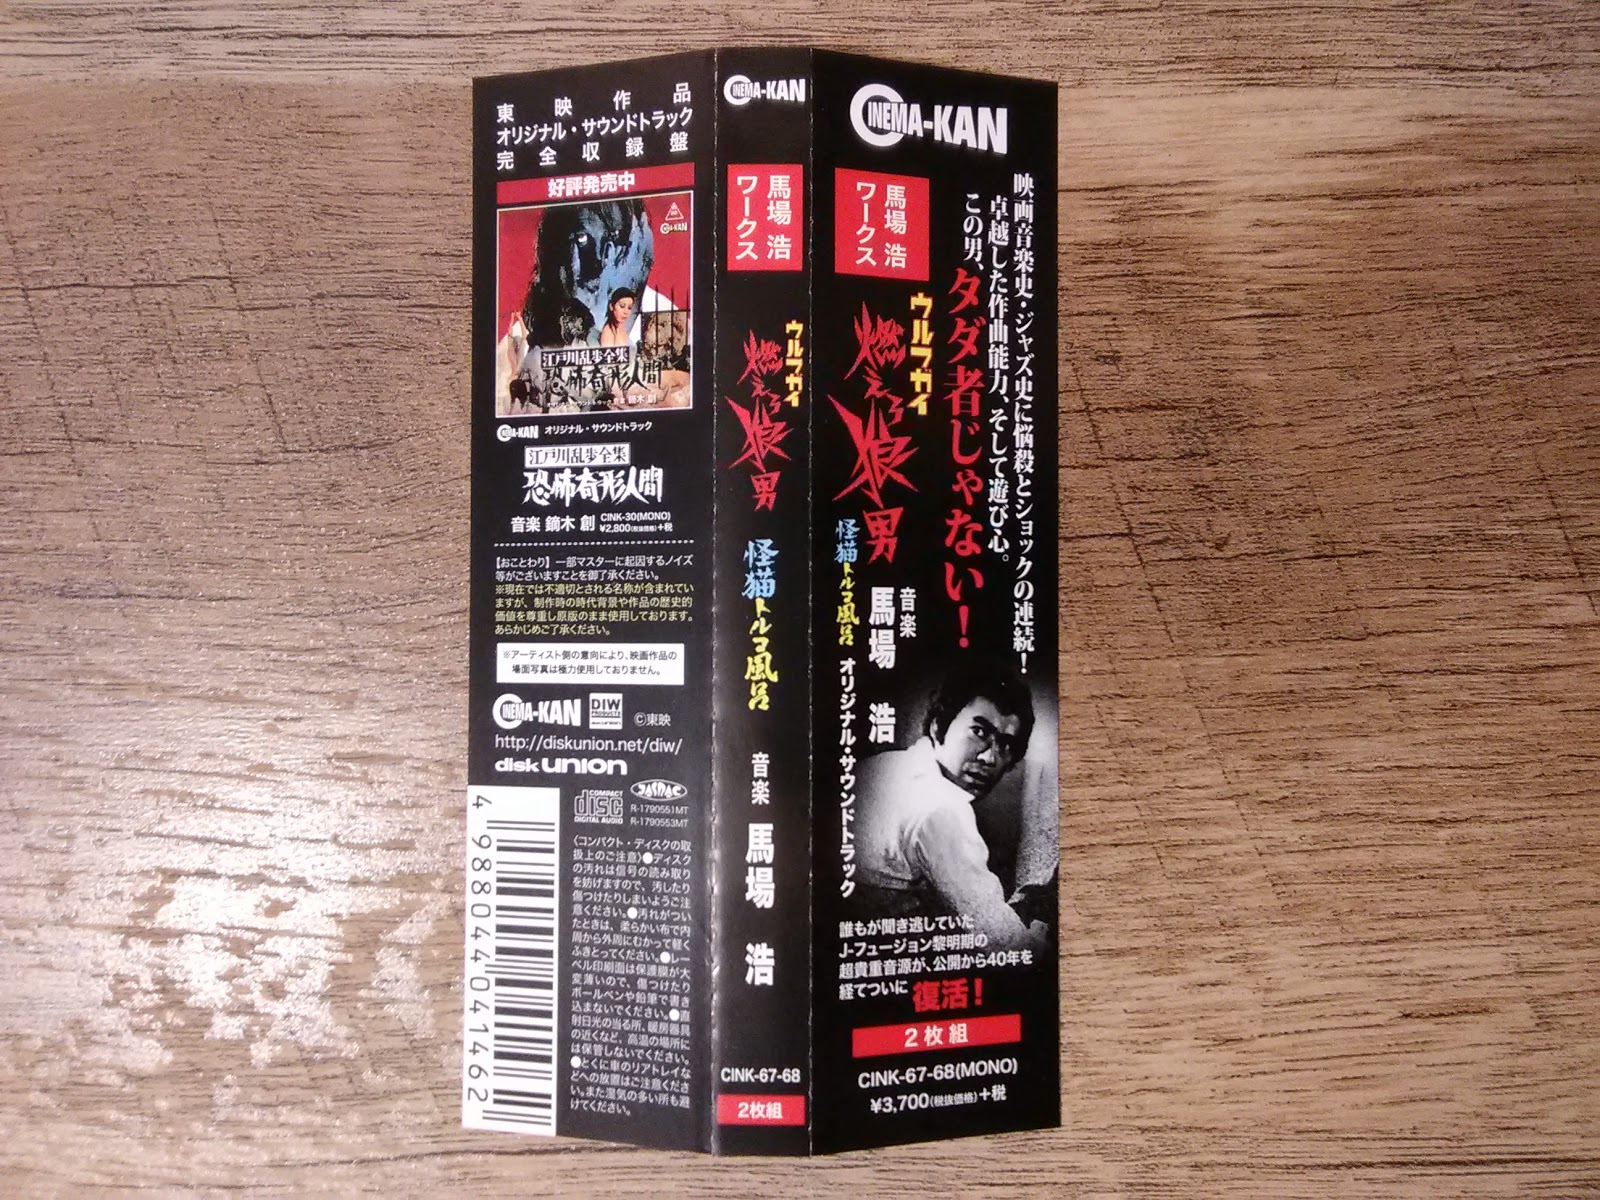 東映作品
オリジナル・サウンドトラック
完全収録盤
好評発売中
CINEMA-KAN
江戸川乱歩全集
恐怖奇形人間
オリジナル・サウンドトラック 音楽 鏑木 創
CINEMA-KAN オリジナル・サウンドトラック
江戸川乱歩全集
恐怖奇形人間
音楽 鏑木 創 CINK-30(MONO)
¥2,800(税抜価格)+税
【おことわり】一部マスターに起因するノイズ
等がございますことを御了承ください。
※現在では不適切とされる名称が含まれてい
ますが、制作時の時代背景や作品の歴史的
価値を尊重し原版のまま使用しております。
あらかじめご了承ください。
※アーティスト側の意向により、映画作品の
場面写真は極力使用しておりません。
CINEMA-KAN DIW PRODUCTS ©東映
http://diskunion.net/diw/
disk union
COMPACT disc DIGITAL AUDIO
JASRAC
R-1790551MT
R-1790553MT
〈コンパクト・ディスクの取
扱上のご注意〉●ディスク
の汚れは信号の読み取り
を妨げますので、汚したり
傷つけたりしまいようご注
意ください。●汚れがつい
たときは、柔らかい布で内
周から外周にむかって軽く
ふきとってください。●レー
ベル印刷面は保護膜が大
変薄いので、傷つけたり
ボールペンや鉛筆で書き
込まないでください。●直
射日光の当る所、暖房器具
の近くなど、高温の場所に
は保管しないでください。
●とくに車のリアトレイな
どへの放置はご注意くださ
い。また湿気の多い所も避
けてください。
4988044041462
CINEMA-KAN
馬場 浩
ワークス
ウルフガイ
燃えろ狼男
怪猫トルコ風呂
音楽 馬場 浩
CINK-67-68
2枚組
CINEMA-KAN
映画音楽史・ジャズ史に悩殺とショックの連続!
卓越した作曲能力、そして遊び心。
この男、タダ者じゃない!
馬場 浩
ワークス
ウルフガイ
燃えろ狼男
怪猫トルコ風呂
音楽 馬場 浩
オリジナル・サウンドトラック
誰もが聞き逃していた
J-フュージョン黎明期の
超貴重音源が、公開から40年を
経てついに 復活!
2枚組
CINK-67-68(MONO)
¥3,700(税抜価格)+税